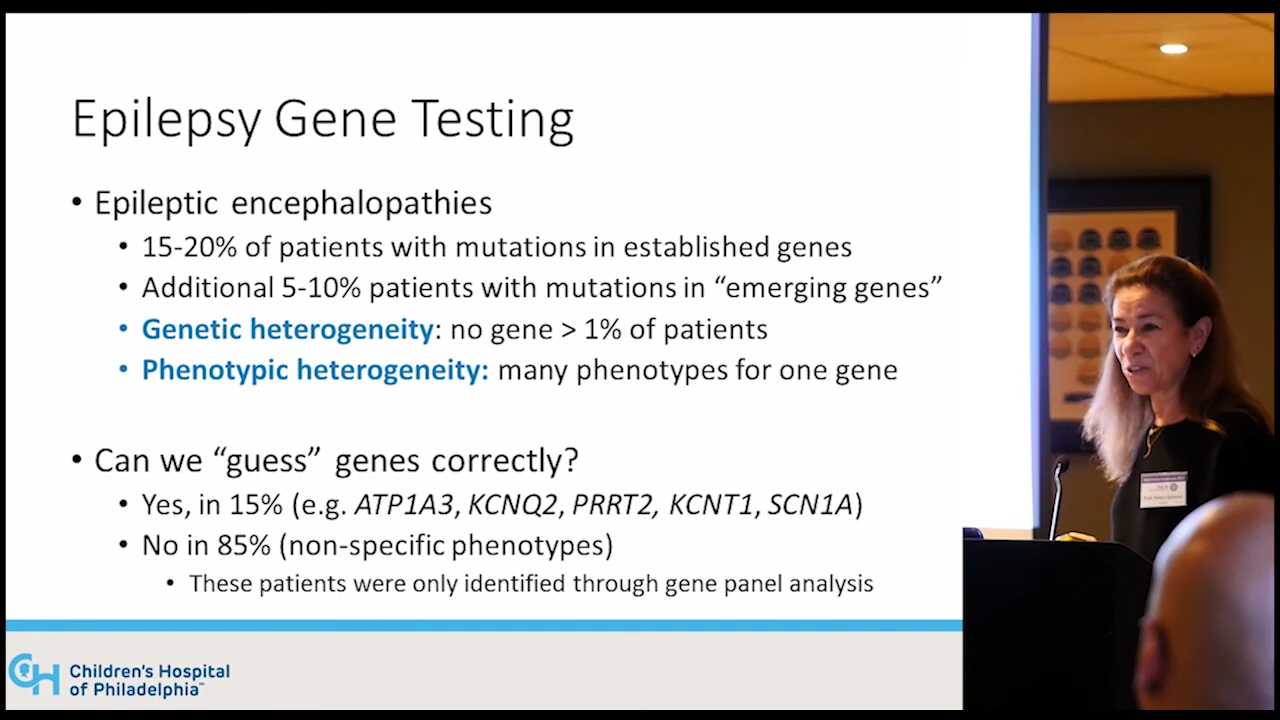 Epilepsy Gene Testing
• Epileptic encephalopathies
• 15-20% of patients with mutations in established genes
• Additional 5-10% patients with mutations in “emerging genes”
• Genetic heterogeneity: no gene > 1% of patients
• Phenotypic heterogeneity: many phenotypes for one gene
• Can we “guess” genes correctly?
• Yes, in 15% (e.g. ATP1A3, KCNQ2, PRRT2, KCNT1, SCN1A)
• No in 85% (non-specific phenotypes)
• These patients were only identified through gene panel analysis
CH Children's Hospital
of Philadelphia™